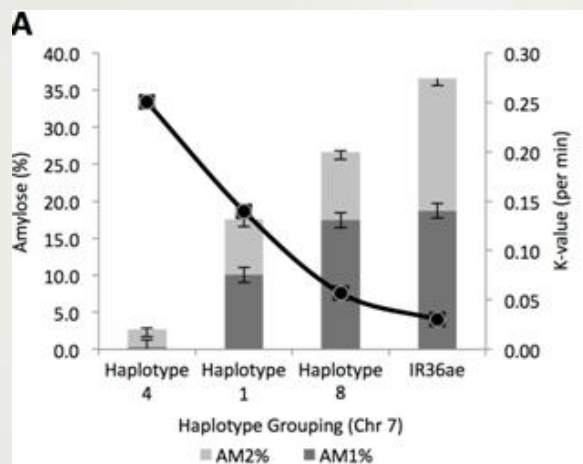 A
40.0
35.0
30.0
25.0
20.0
15.0
10.0
5.0
0.0
Amylose (%)
0.30
0.25
0.20
0.15
0.10
0.05
0.00
K-value (per min)
Haplotype Haplotype Haplotype IR36ae
4 1 8
Haplotype Grouping (Chr 7)
AM2% AM1%